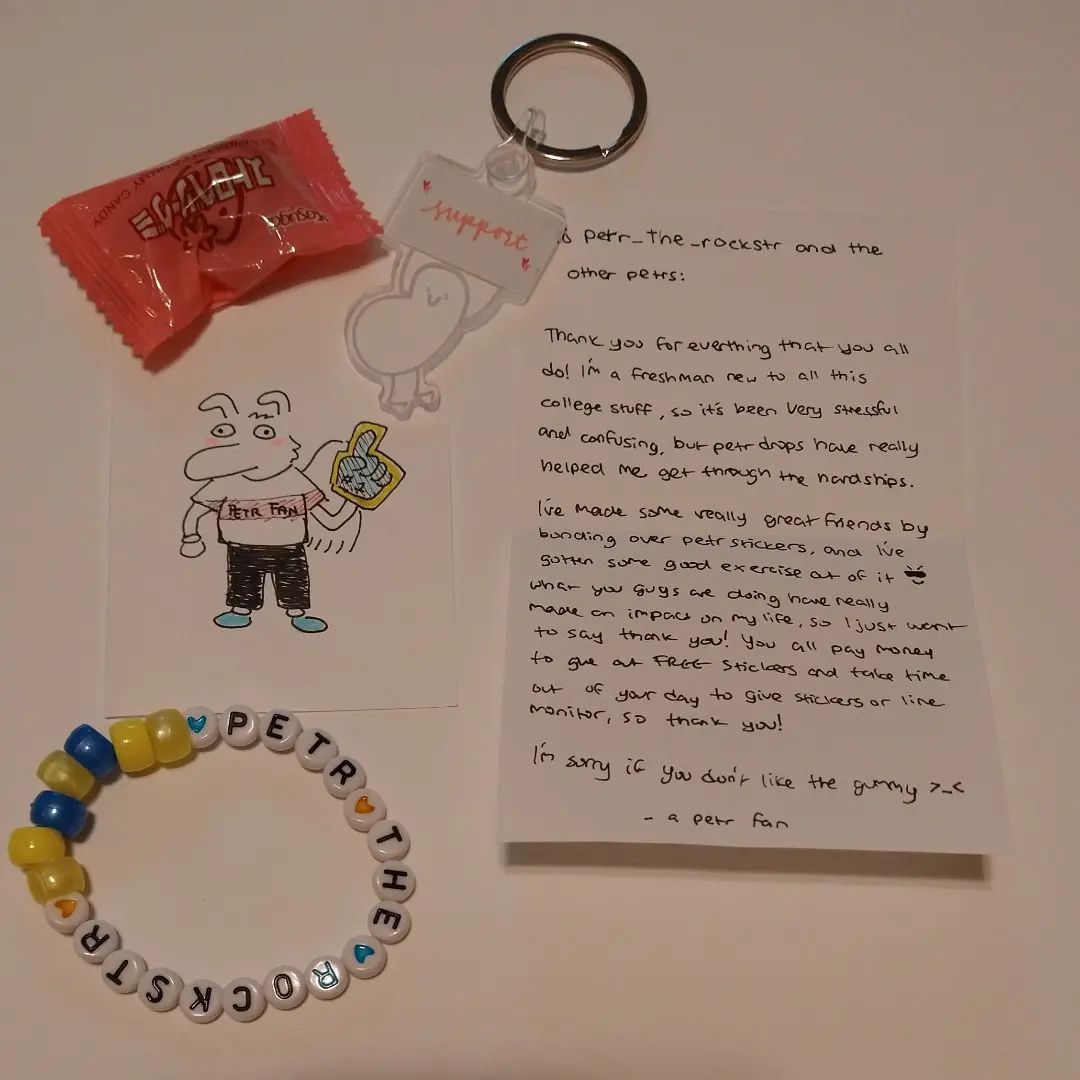 STRAWBERRY GUMMY CANDY
Kasugai
support
petr_the_rockstr and the
other petrs:
Thank you for everthing that you all
do! I'm a freshman new to all this
college stuff, so it's been very stressful
and confusing, but petr drops have really
helped me get through the hardships.
I've made some really great friends by
bonding over petr stickers, and I've
gotten some good exercise out of it
what you guys are doing have really
made an impact on my life, so I just want
to say thank you! You all pay money
to give out FREE stickers and take time
out of your day to give stickers or line
monitor, so thank you!
I'm sorry if you don't like the gummy >_<
- a petr fan
PETR FAN
PETR THE ROCKSTR